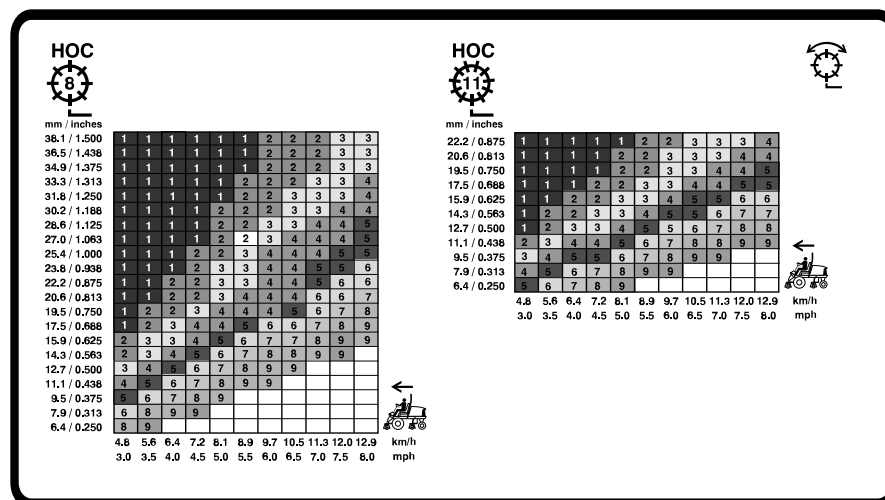 HOC
8
mm / inches
38.1 / 1.500 1 1 1 1 1 1 2 2 2 3 3
36.5 / 1.438 1 1 1 1 1 1 2 2 2 3 3
34.9 / 1.375 1 1 1 1 1 1 2 2 2 3 3
33.3 / 1.313 1 1 1 1 1 2 2 2 3 3 4
31.8 / 1.250 1 1 1 1 1 2 2 3 3 3 4
30.2 / 1.188 1 1 1 1 2 2 2 3 3 4 4
28.6 / 1.125 1 1 1 1 2 2 3 3 4 4 5
27.0 / 1.063 1 1 1 1 2 2 3 4 4 4 5
25.4 / 1.000 1 1 1 2 2 3 3 4 4 5 5
23.8 / 0.938 1 1 1 2 3 3 4 4 5 5 6
22.2 / 0.875 1 1 2 2 3 3 4 4 5 6 6
20.6 / 0.813 1 1 2 2 3 4 4 4 6 6 7
19.5 / 0.750 1 2 2 3 4 4 4 5 6 7 8
17.5 / 0.688 1 2 3 4 4 5 6 6 7 8 9
15.9 / 0.625 2 3 3 4 5 6 7 7 8 9 9
14.3 / 0.563 2 3 4 5 6 7 8 8 9 9
12.7 / 0.500 3 4 5 6 7 8 9 9
11.1 / 0.438 4 5 6 7 8 9 9
9.5 / 0.375 5 6 7 8 9
7.9 / 0.313 6 8 9 9
6.4 / 0.250 8 9
4.8 5.6 6.4 7.2 8.1 8.9 9.7 10.5 11.3 12.0 12.9 km/h
3.0 3.5 4.0 4.5 5.0 5.5 6.0 6.5 7.0 7.5 8.0 mph
HOC
11
mm / inches
22.2 / 0.875 1 1 1 1 1 2 2 3 3 3 4
20.6 / 0.813 1 1 1 1 2 2 3 3 3 4 4
19.5 / 0.750 1 1 1 1 2 2 3 3 4 4 5
17.5 / 0.688 1 1 1 2 2 3 3 4 4 5 5
15.9 / 0.625 1 1 2 2 3 3 4 5 5 6 6
14.3 / 0.563 1 2 2 3 3 4 5 5 6 7 7
12.7 / 0.500 1 2 3 3 4 5 5 6 7 8 8
11.1 / 0.438 2 3 4 4 5 6 7 8 8 9 9
9.5 / 0.375 3 4 5 5 6 7 8 9 9
7.9 / 0.313 4 5 6 7 8 9 9
6.4 / 0.250 5 6 7 8 9
4.8 5.6 6.4 7.2 8.1 8.9 9.7 10.5 11.3 12.0 12.9 km/h
3.0 3.5 4.0 4.5 5.0 5.5 6.0 6.5 7.0 7.5 8.0 mph